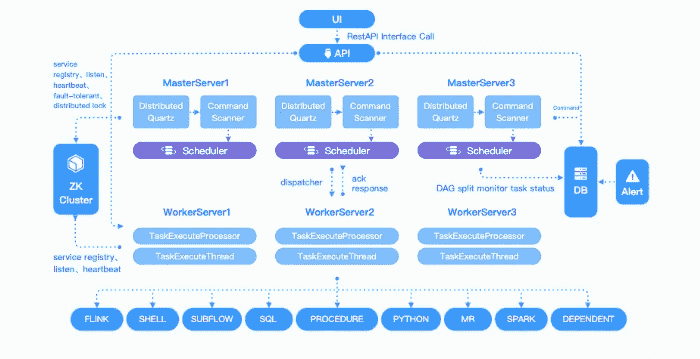 UI
RestAPI Interface Call
API
service
registry、listen、
heartbeat、
fault-tolerant、
distributed lock
MasterServer1
MasterServer2
MasterServer3
Distributed
Quartz
Command
Scanner
Distributed
Quartz
Command
Scanner
Distributed
Quartz
Command
Scanner
Command
Scheduler
Scheduler
Scheduler
ZK
Cluster
dispatcher
ack
response
DAG split monitor task status
DB
Alert
WorkerServer1
WorkerServer2
WorkerServer3
TaskExecuteProcessor
TaskExecuteProcessor
TaskExecuteProcessor
TaskExecuteThread
TaskExecuteThread
TaskExecuteThread
service registry、
listen、heartbeat
FLINK
SHELL
SUBFLOW
SQL
PROCEDURE
PYTHON
MR
SPARK
DEPENDENT